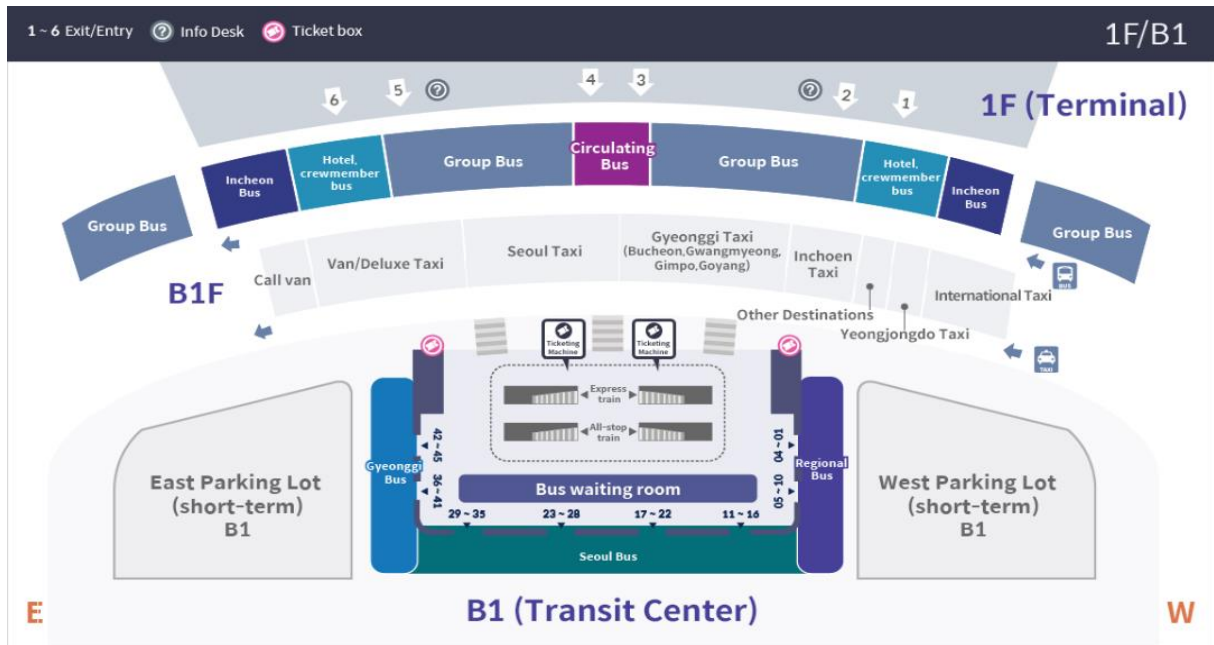 1 ~ 6 Exit/Entry
Info Desk
Ticket box
1F/B1
1F (Terminal)
6
5
4
3
2
1
Group Bus
Incheon
Bus
Hotel,
crewmember
bus
Group Bus
Circulating
Bus
Group Bus
Hotel,
crewmember
bus
Incheon
Bus
Group Bus
BUS
B1F
Call van
Van/Deluxe Taxi
Seoul Taxi
Gyeonggi Taxi
(Bucheon,Gwangmyeong,
Gimpo,Goyang)
Inchoen
Taxi
Other Destinations
Yeongjongdo Taxi
International Taxi
TAXI
Ticketing
Machine
Ticketing
Machine
Express
train
All-stop
train
East Parking Lot
(short-term)
B1
Gyeonggi
Bus
42 ~ 45
36 ~ 41
Bus waiting room
29 ~ 35
23 ~ 28
17 ~ 22
11 ~ 16
04 ~ 01
05 ~ 10
Regional
Bus
West Parking Lot
(short-term)
B1
Seoul Bus
E
B1 (Transit Center)
W